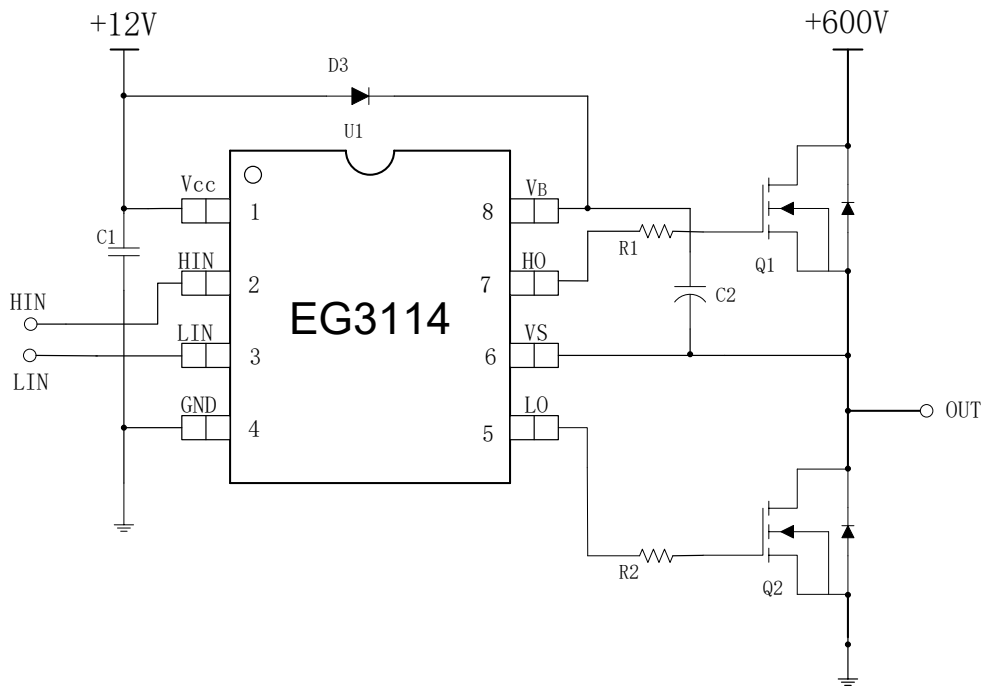 +12V
+600V
D3
U1
Vcc
1
8
VB
C1
HIN
2
7
HO
R1
Q1
C2
HIN
EG3114
LIN
3
6
VS
LIN
GND
4
5
LO
OUT
R2
Q2